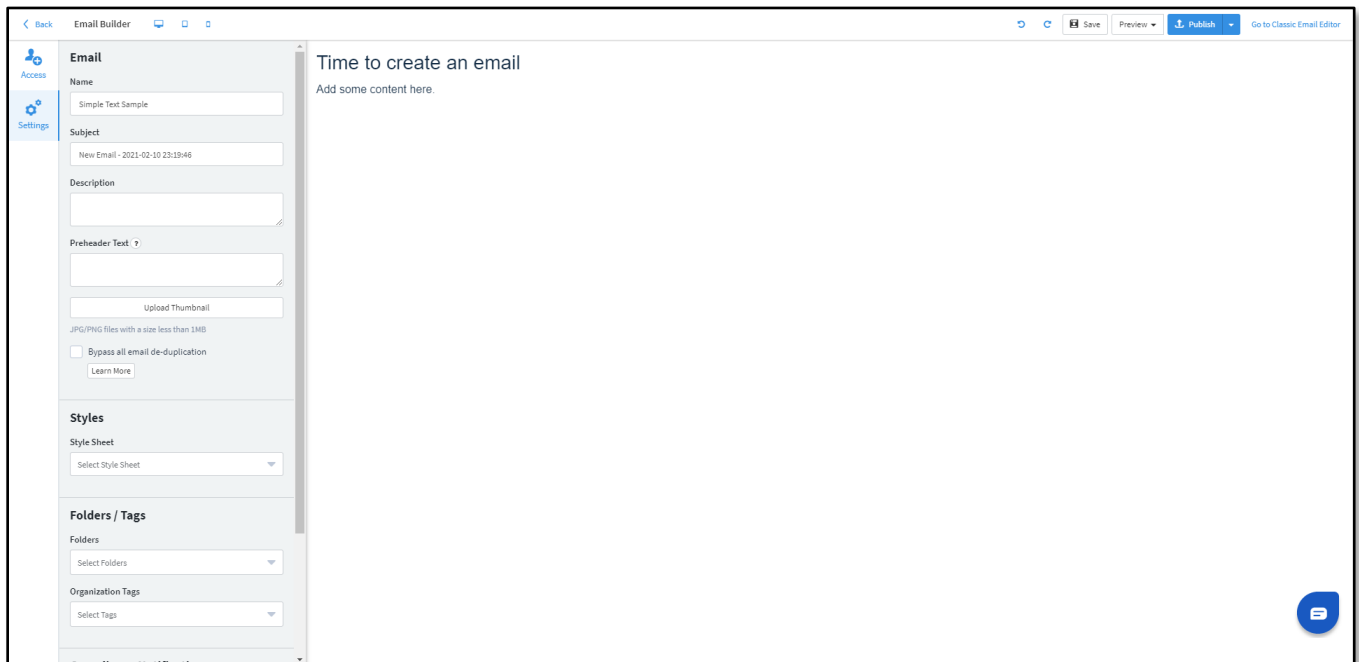 Back Email Builder Save Preview Publish Go to Classic Email Editor
Access
Settings
Email
Name
Simple Text Sample
Subject
New Email - 2021-02-10 23:19:46
Description
Preheader Text ?
Upload Thumbnail
JPG/PNG files with a size less than 1MB
Bypass all email de-duplication
Learn More
Styles
Style Sheet
Select Style Sheet
Folders / Tags
Folders
Select Folders
Organization Tags
Select Tags
Time to create an email
Add some content here.